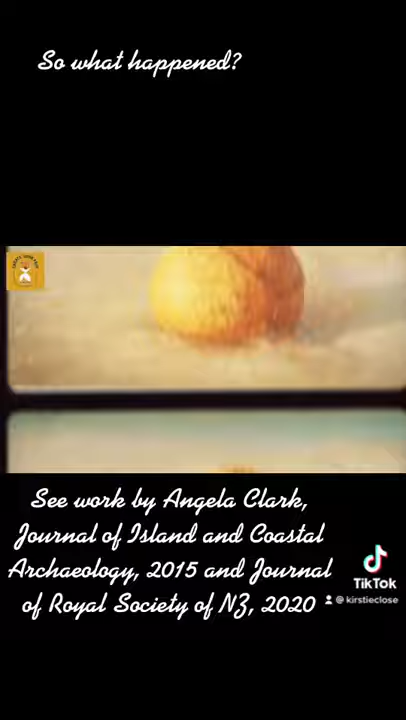 So what happened?
See work by Angela Clark,
Journal of Island and Coastal
Archaeology, 2015 and Journal
of Royal Society of NZ, 2020
TikTok
@ kirstieclose